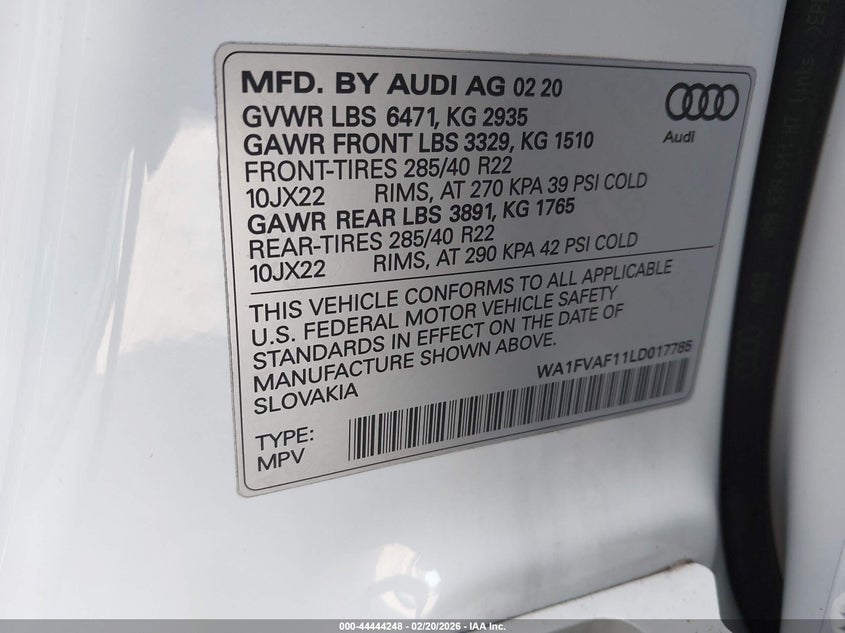 MFD. BY AUDI AG 02 20
GVWR LBS 6471, KG 2935
GAWR FRONT LBS 3329, KG 1510
FRONT-TIRES 285/40 R22
10JX22 RIMS, AT 270 KPA 39 PSI COLD
GAWR REAR LBS 3891, KG 1765
REAR-TIRES 285/40 R22
10JX22 RIMS, AT 290 KPA 42 PSI COLD
Audi
THIS VEHICLE CONFORMS TO ALL APPLICABLE
U.S. FEDERAL MOTOR VEHICLE SAFETY
STANDARDS IN EFFECT ON THE DATE OF
MANUFACTURE SHOWN ABOVE.
SLOVAKIA
WA1FVAF11LD017785
TYPE:
MPV
000-44444248 - 02/20/2026 - IAA Inc.